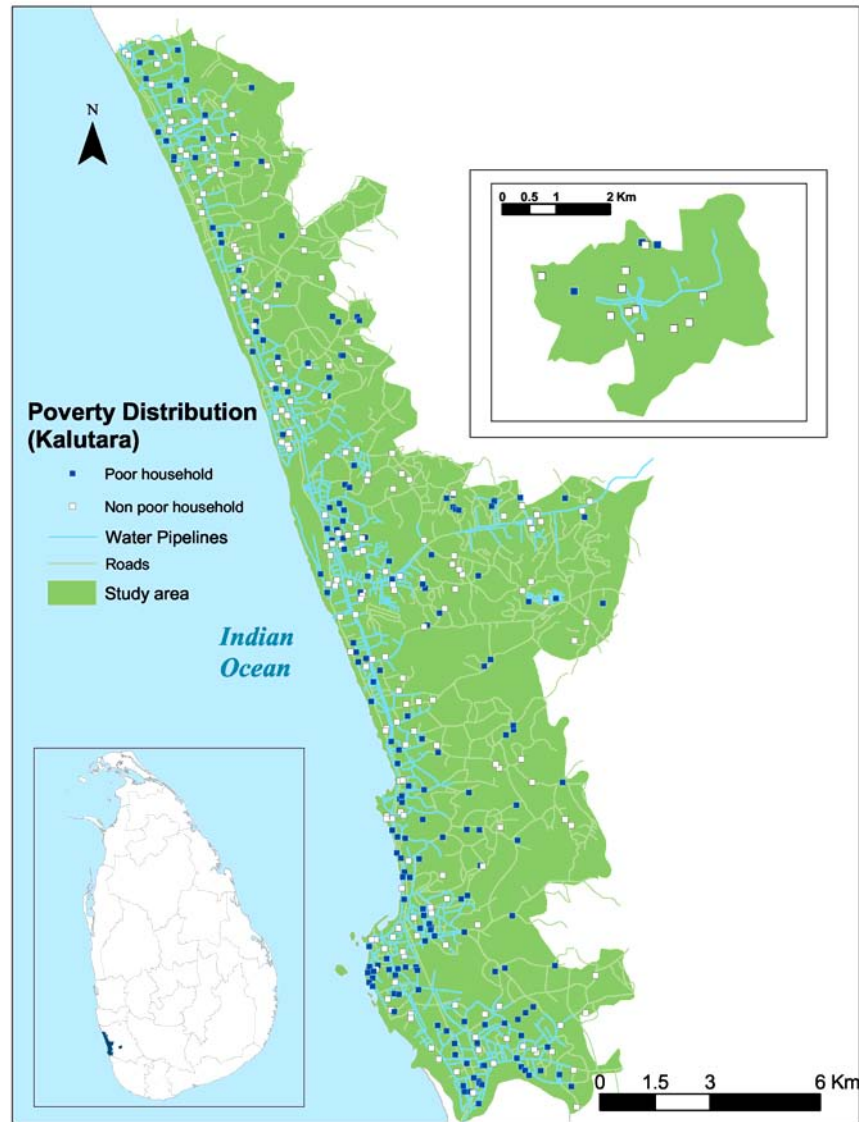 N
0 0.5 1 2 Km
Poverty Distribution
(Kalutara)
Poor household
Non poor household
Water Pipelines
Roads
Study area
Indian
Ocean
0 1.5 3 6 Km